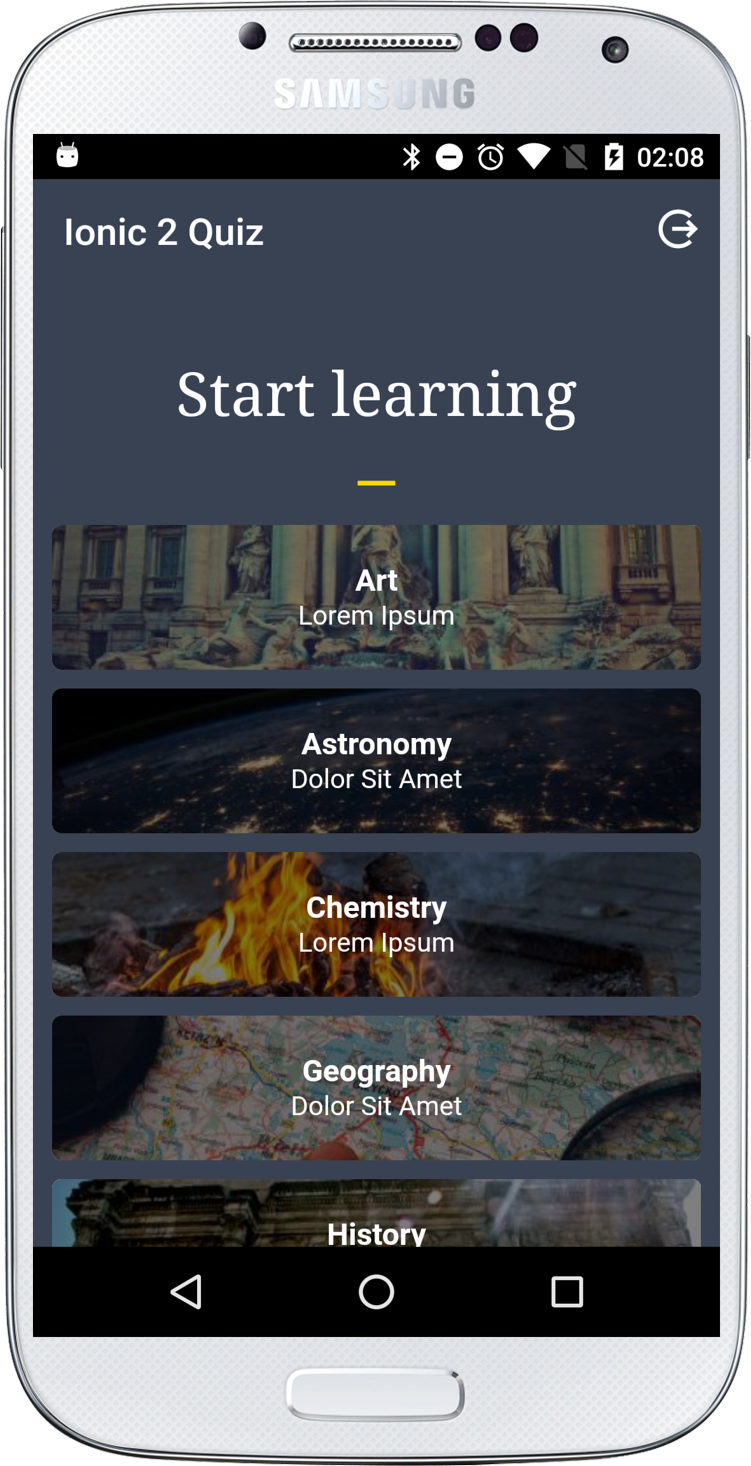 SAMSUNG
02:08
Ionic 2 Quiz
Start learning
Art
Lorem Ipsum
Astronomy
Dolor Sit Amet
Chemistry
Lorem Ipsum
Geography
Dolor Sit Amet
History